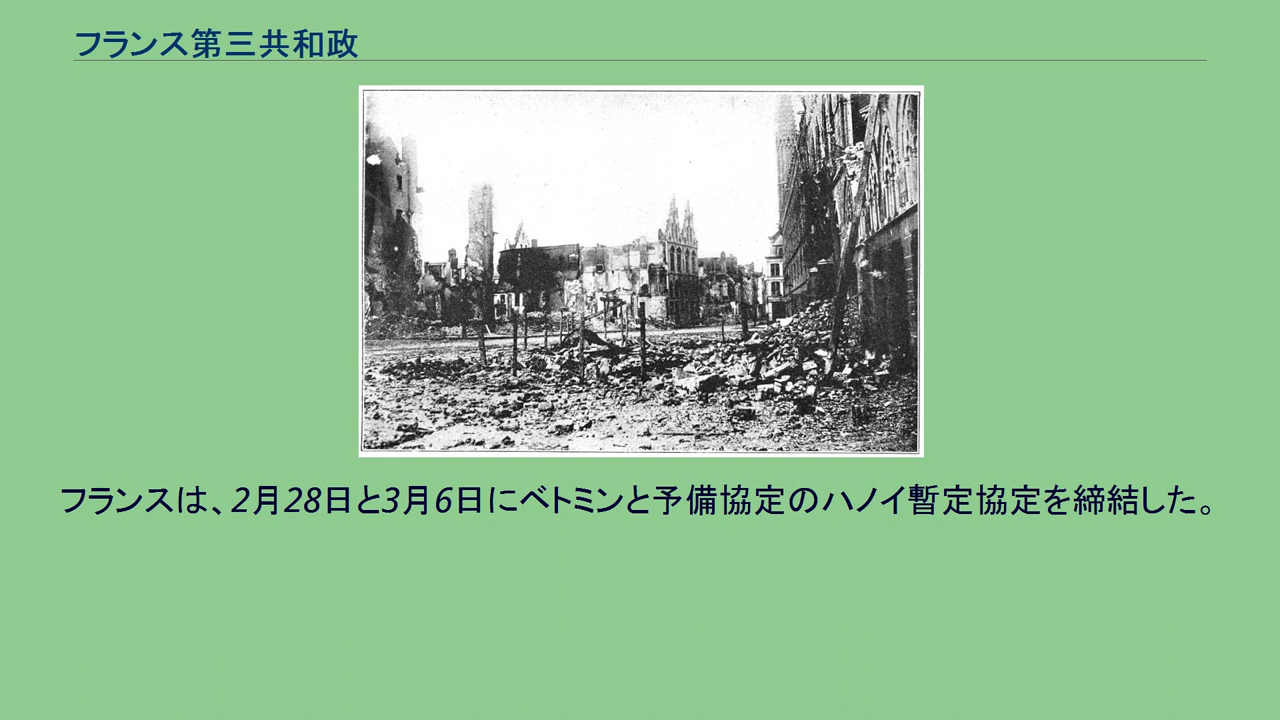 フランス第三共和政
フランスは、2月28日と3月6日にベトミンと予備協定のハノイ暫定協定を締結した。